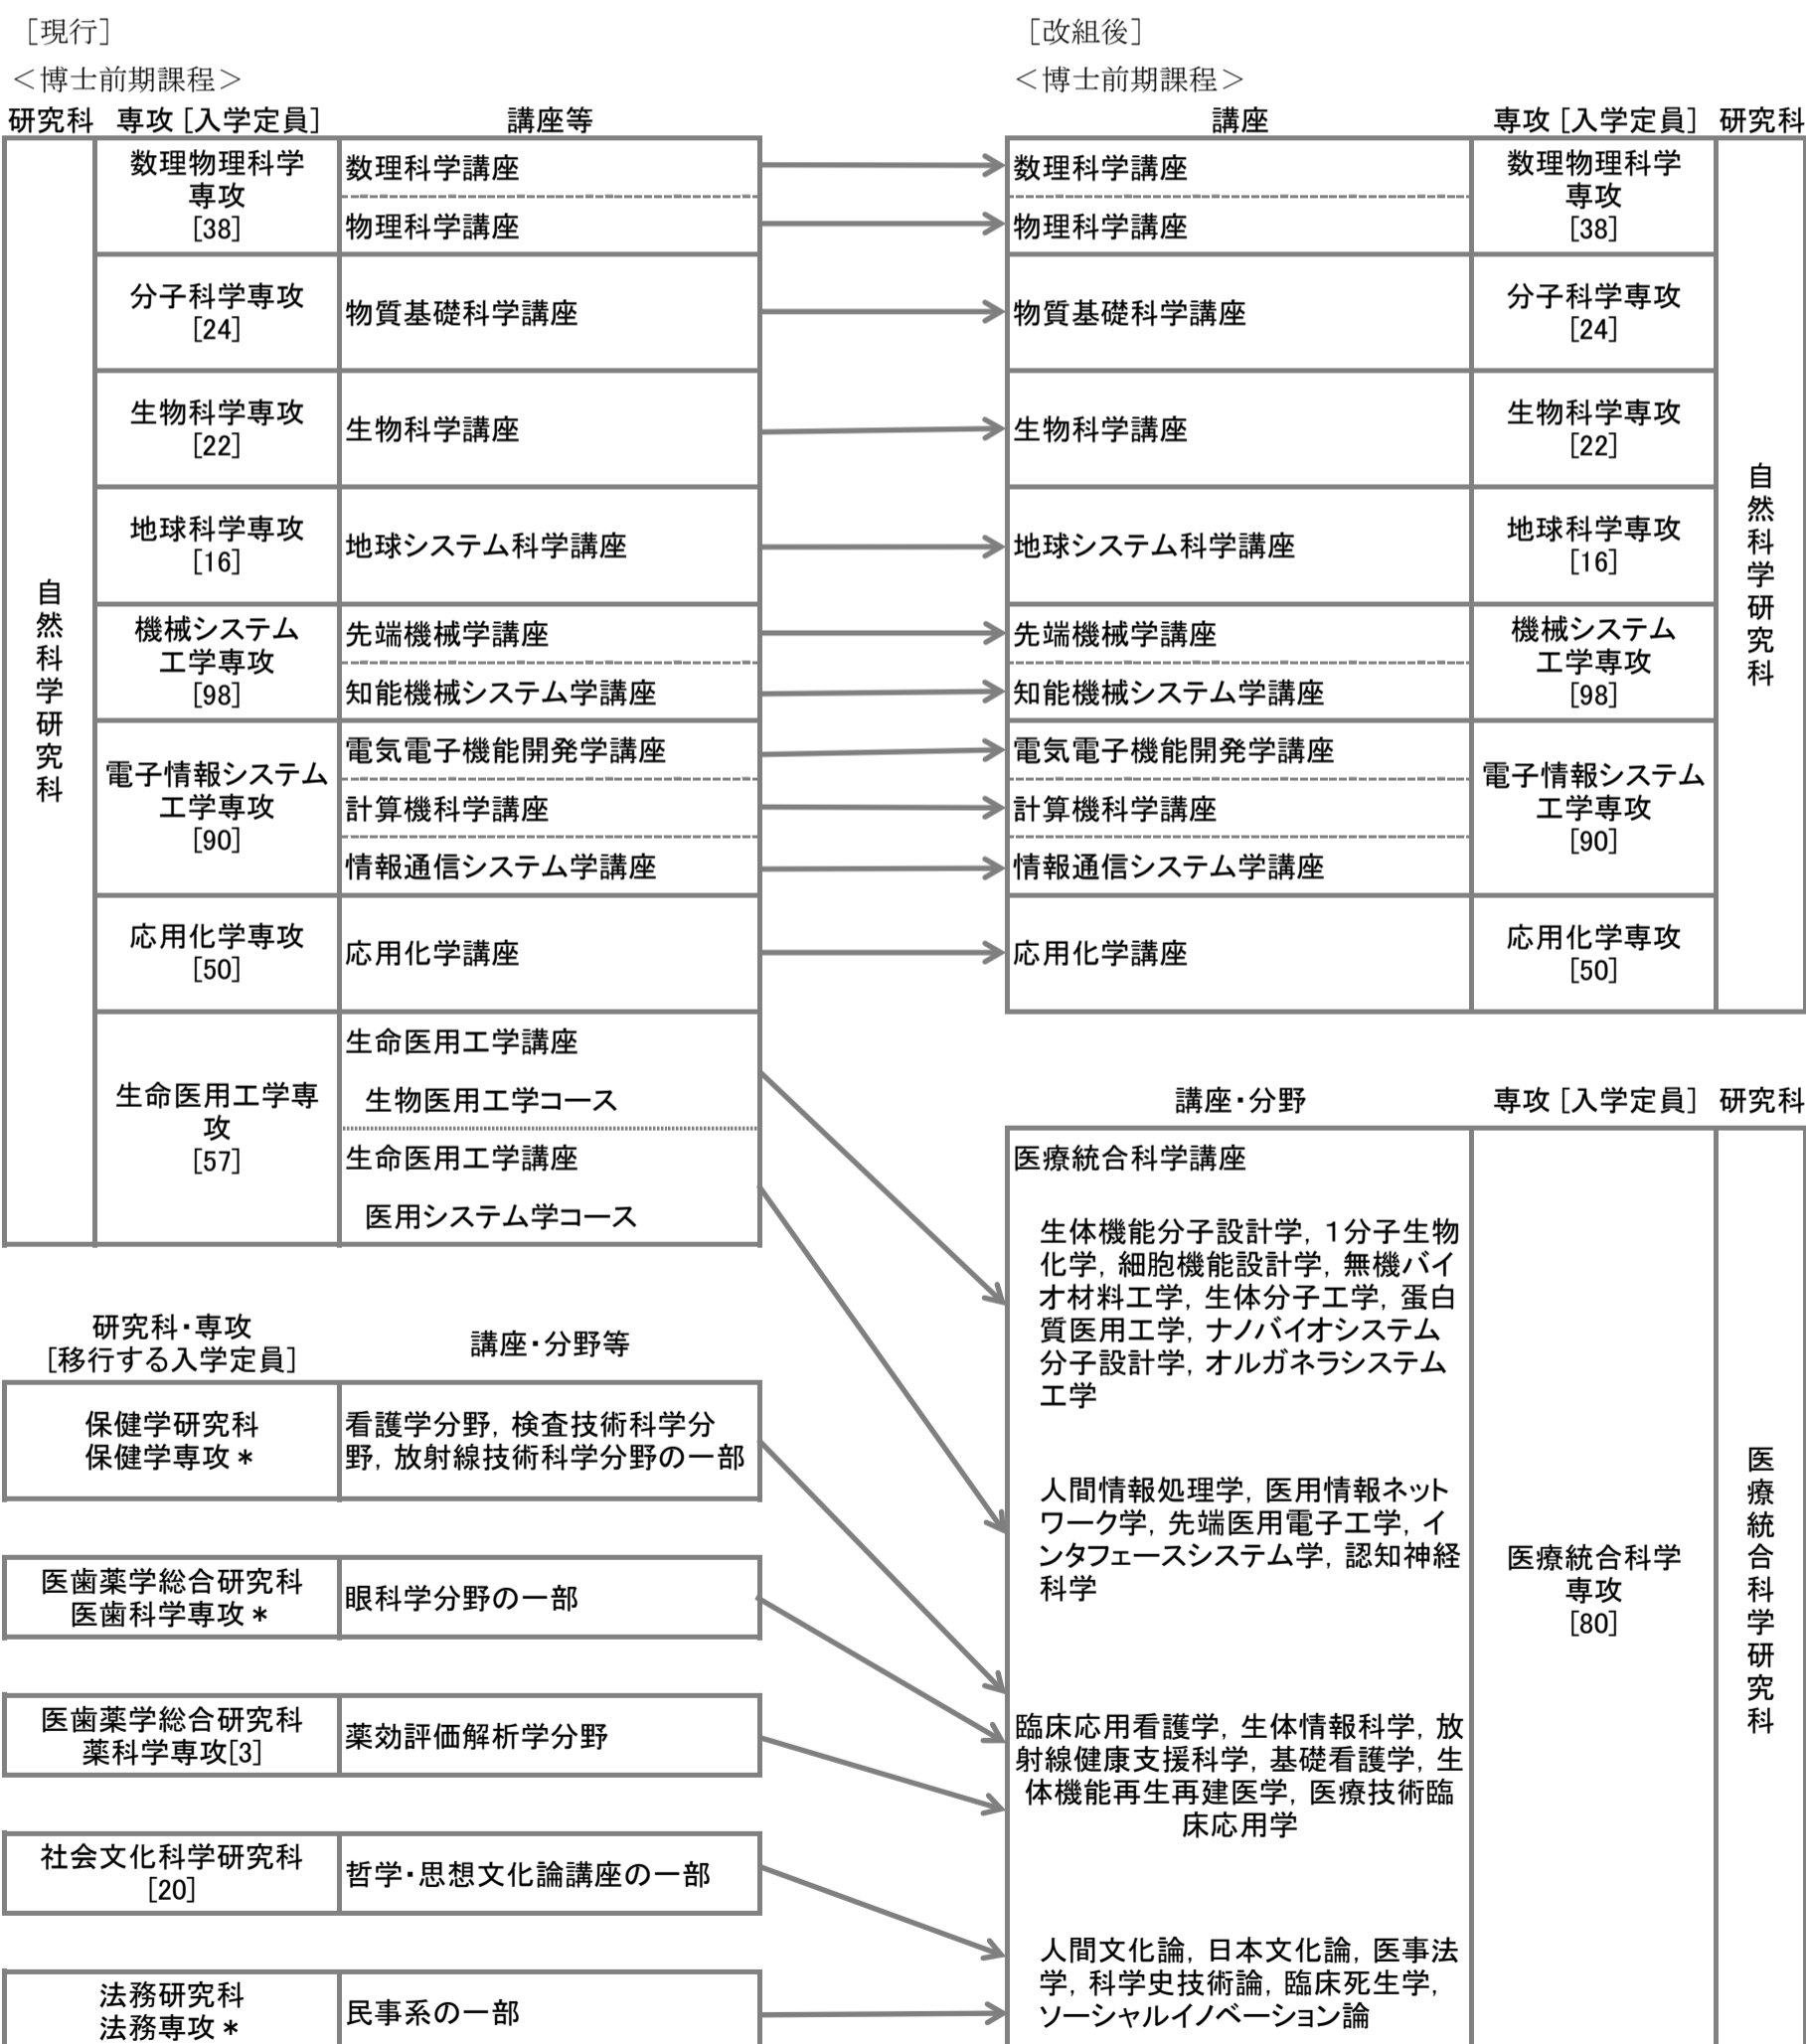 ［現行］
＜博士前期課程＞
研究科 専攻 [入学定員] 講座等
自然科学研究科
数理物理科学
専攻
[38]
数理科学講座
物理科学講座
分子科学専攻
[24]
物質基礎科学講座
生物科学専攻
[22]
生物科学講座
地球科学専攻
[16]
地球システム科学講座
機械システム
工学専攻
[98]
先端機械学講座
知能機械システム学講座
電子情報システム
工学専攻
[90]
電気電子機能開発学講座
計算機科学講座
情報通信システム学講座
応用化学専攻
[50]
応用化学講座
生命医用工学専
攻
[57]
生命医用工学講座
生物医用工学コース
生命医用工学講座
医用システム学コース
研究科・専攻
[移行する入学定員]
講座・分野等
保健学研究科
保健学専攻＊
看護学分野，検査技術科学分
野，放射線技術科学分野の一部
医歯薬学総合研究科
医歯科学専攻＊
眼科学分野の一部
医歯薬学総合研究科
薬科学専攻[3]
薬効評価解析学分野
社会文化科学研究科
[20]
哲学・思想文化論講座の一部
法務研究科
法務専攻＊
民事系の一部
［改組後］
＜博士前期課程＞
講座 専攻 [入学定員] 研究科
数理科学講座
物理科学講座
数理物理科学
専攻
[38]
物質基礎科学講座
分子科学専攻
[24]
生物科学講座
生物科学専攻
[22]
地球システム科学講座
地球科学専攻
[16]
先端機械学講座
知能機械システム学講座
機械システム
工学専攻
[98]
電気電子機能開発学講座
計算機科学講座
情報通信システム学講座
電子情報システム
工学専攻
[90]
応用化学講座
応用化学専攻
[50]
自然科学研究科
講座・分野 専攻 [入学定員] 研究科
医療統合科学講座
生体機能分子設計学，１分子生物
化学，細胞機能設計学，無機バイ
オ材料工学，生体分子工学，蛋白
質医用工学，ナノバイオシステム
分子設計学，オルガネラシステム
工学
人間情報処理学，医用情報ネット
ワーク学，先端医用電子工学，イ
ンタフェースシステム学，認知神経
科学
臨床応用看護学，生体情報科学，放
射線健康支援科学，基礎看護学，生
体機能再生再建医学，医療技術臨
床応用学
人間文化論，日本文化論，医事法
学，科学史技術論，臨床死生学，
ソーシャルイノベーション論
医療統合科学
専攻
[80]
医療統合科学研究科